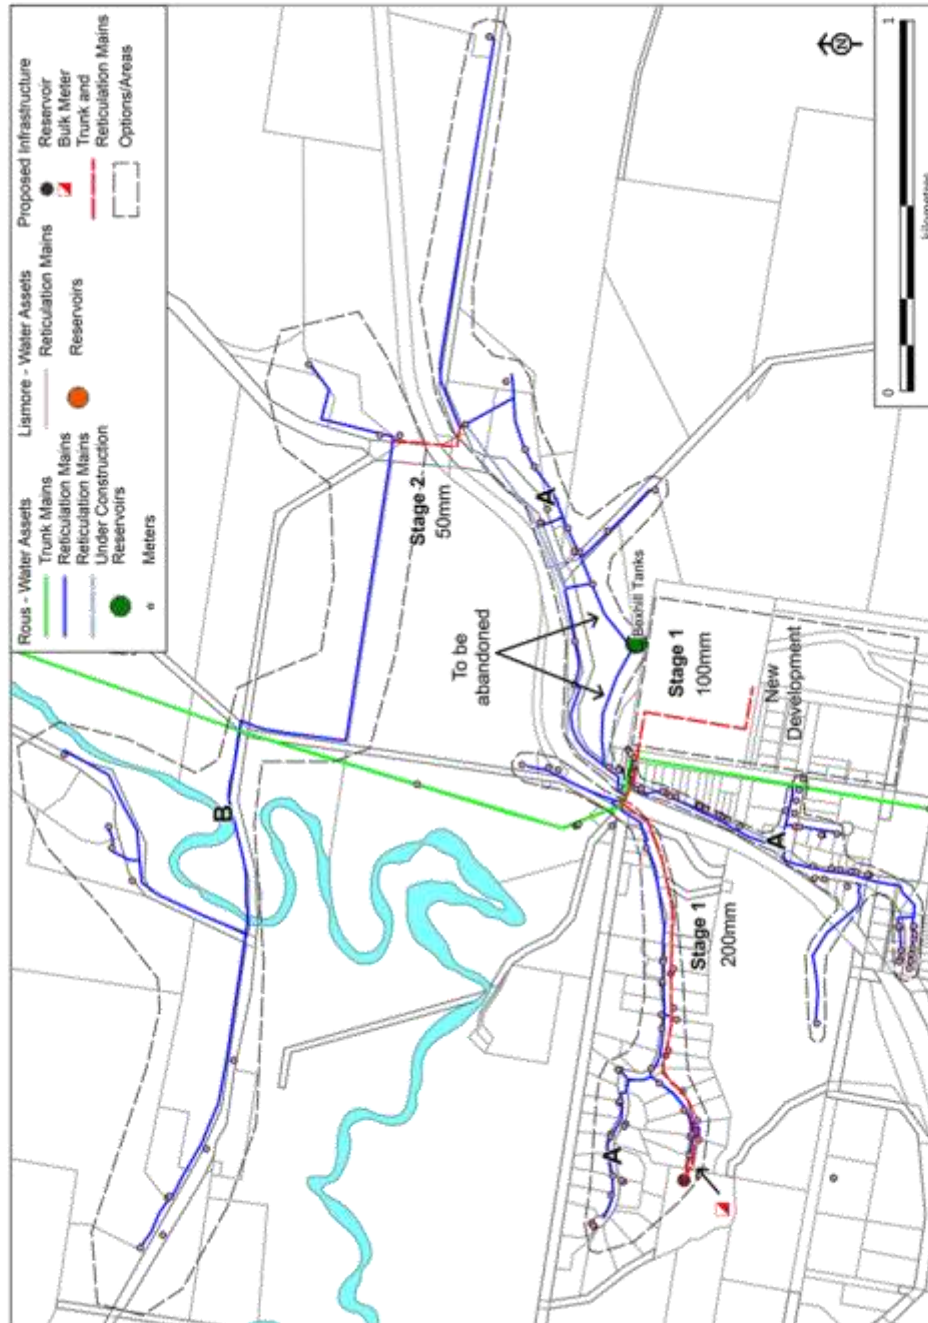 Rous - Water Assets
Trunk Mains
Reticulation Mains
Reticulation Mains
Under Construction
Reservoirs
Meters
Lismore - Water Assets
Reticulation Mains
Reservoirs
Proposed Infrastructure
Reservoir
Bulk Meter
Trunk and
Reticulation Mains
Options/Areas
N
0
1
kilometres
B
Stage 2
50mm
A
To be
abandoned
Boxhill Tanks
Stage 1
100mm
New
Development
A
Stage 1
200mm
A